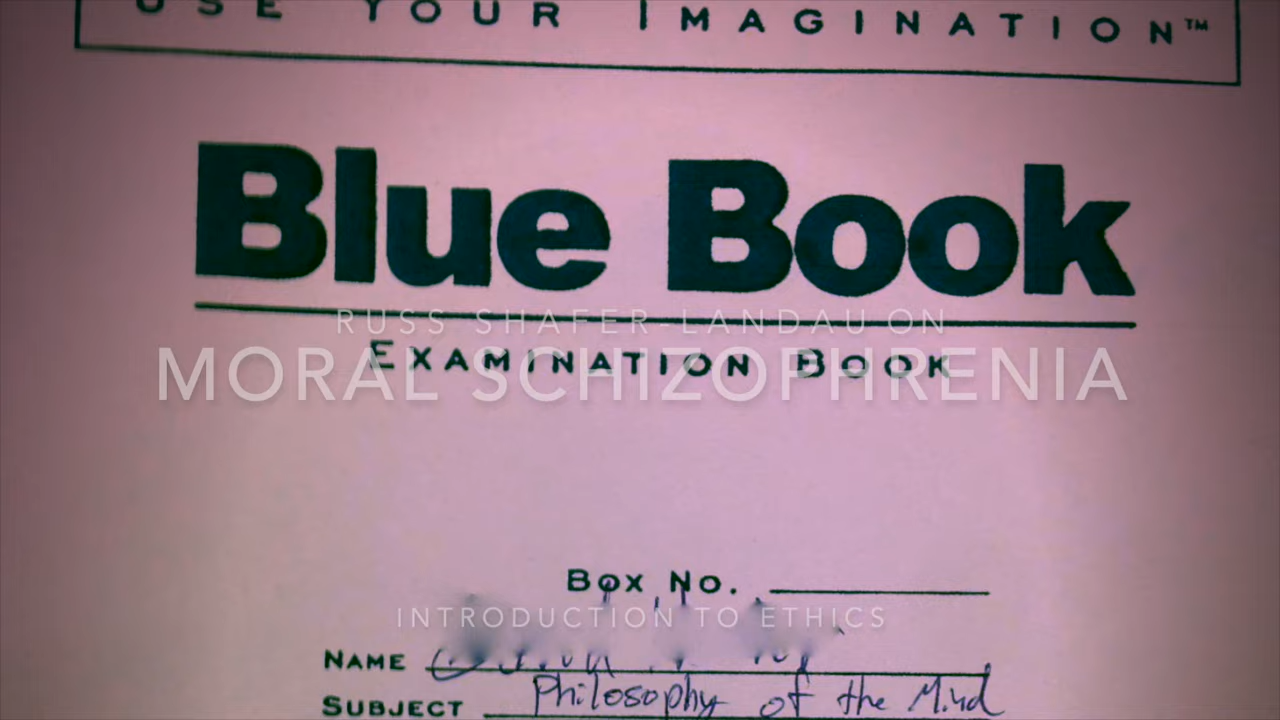 USE YOUR IMAGINATION™
Blue Book
RUSS SHAFER-LANDAU ON
EXAMINATION BOOK
MORAL SCHIZOPHRENIA
BOX NO.
INTRODUCTION TO ETHICS
NAME
SUBJECT Philosophy of the Mind